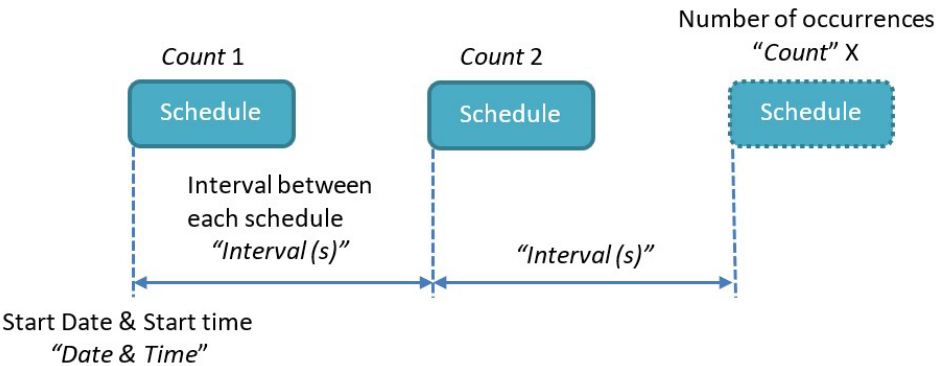 Number of occurrences
“Count” X
Count 1
Count 2
Schedule
Schedule
Schedule
Interval between
each schedule
“Interval (s)”
“Interval (s)”
Start Date & Start time
“Date & Time”